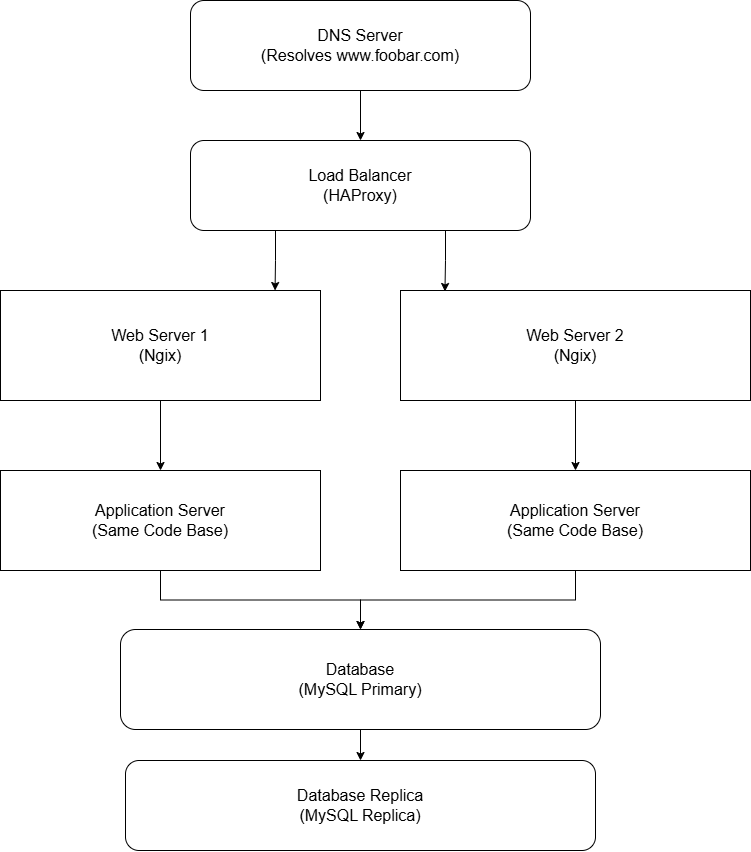 DNS Server
(Resolves www.foobar.com)
Load Balancer
(HAProxy)
Web Server 1
(Ngix)
Web Server 2
(Ngix)
Application Server
(Same Code Base)
Application Server
(Same Code Base)
Database
(MySQL Primary)
Database Replica
(MySQL Replica)